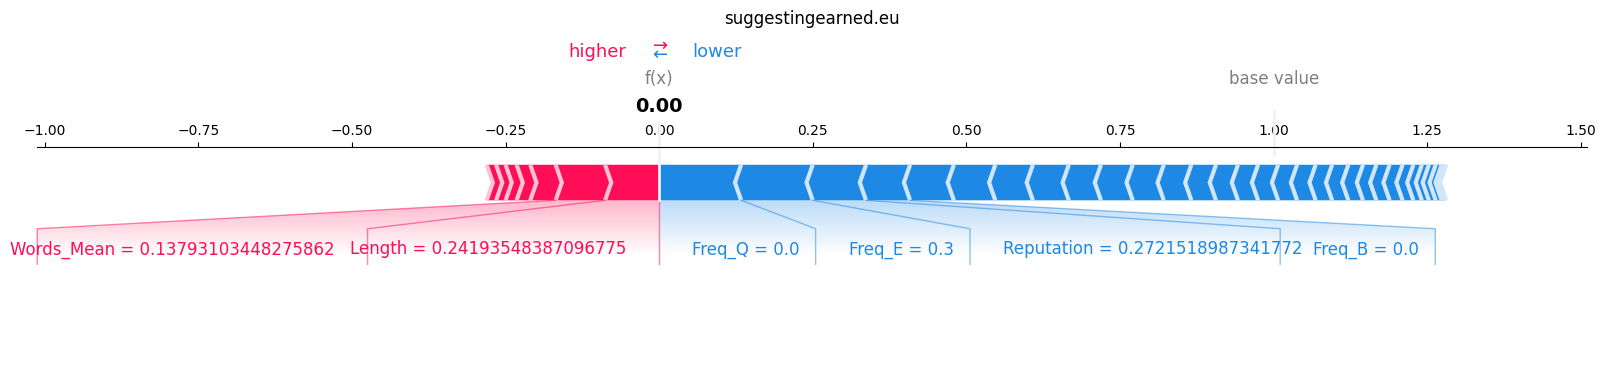 suggestingearned.eu
higher → ← lower
f(x) base value
0.00
−1.00 −0.75 −0.50 −0.25 0.00 0.25 0.50 0.75 1.00 1.25 1.50
Words_Mean = 0.13793103448275862 Length = 0.24193548387096775 Freq_Q = 0.0 Freq_E = 0.3 Reputation = 0.2721518987341772 Freq_B = 0.0